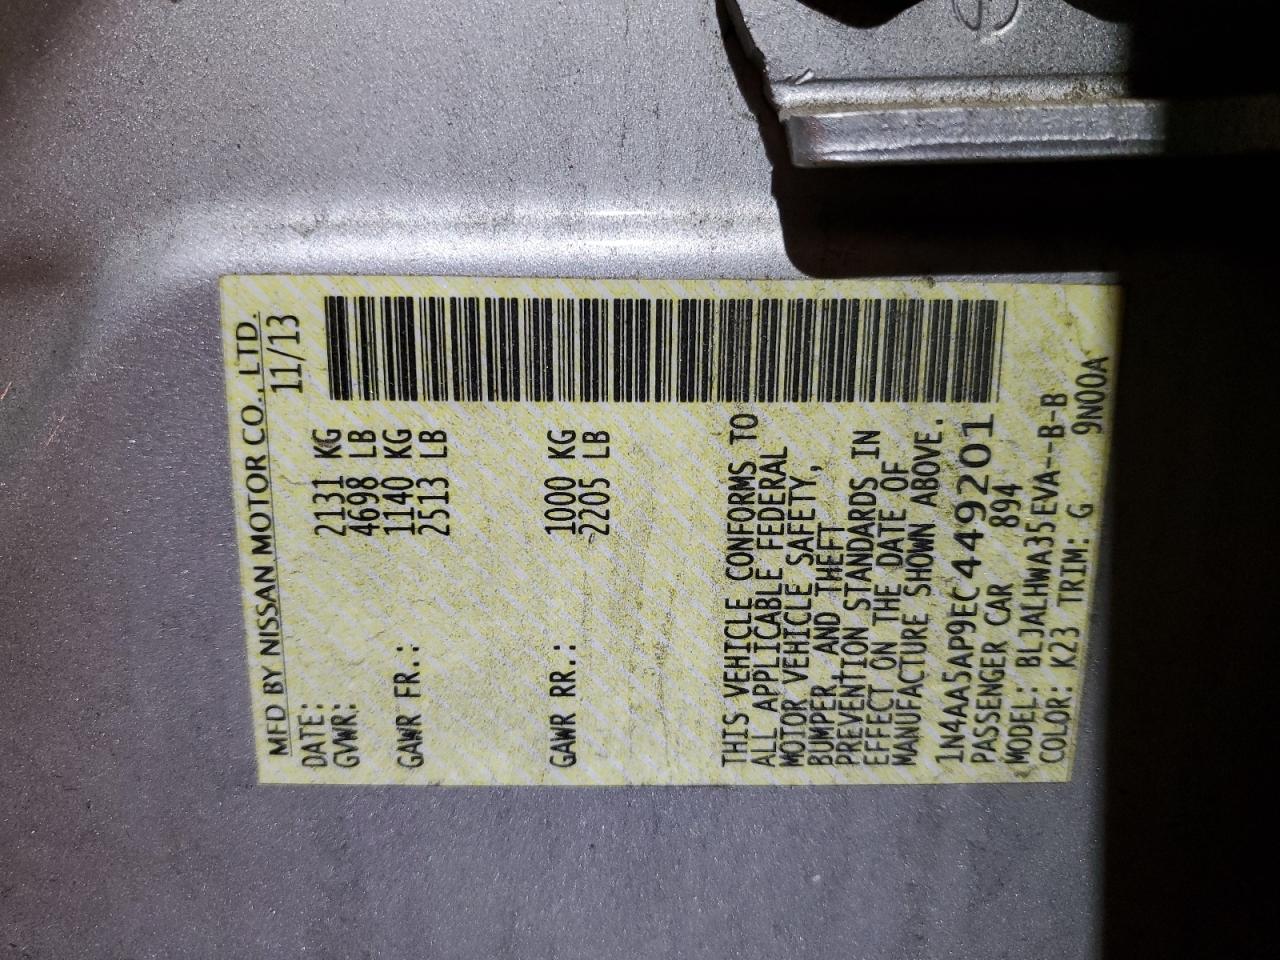 MFD BY NISSAN MOTOR CO., LTD.
DATE: 11/13
GVWR: 2131 KG
4698 LB
GAWR FR.: 1140 KG
2513 LB
GAWR RR.: 1000 KG
2205 LB
THIS VEHICLE CONFORMS TO
ALL APPLICABLE FEDERAL
MOTOR VEHICLE SAFETY,
BUMPER, AND THEFT
PREVENTION STANDARDS IN
EFFECT ON THE DATE OF
MANUFACTURE SHOWN ABOVE.
1N4AA5AP9EC449201
PASSENGER CAR 894
MODEL: BLJALHWA35EVA--B-B
COLOR: K23 TRIM: G 9N00A